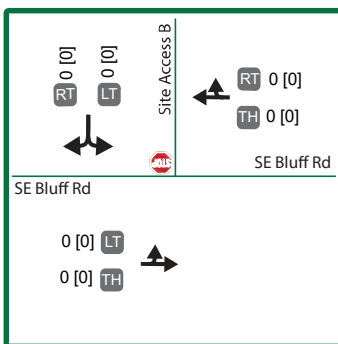 0 [0] 0 [0]
RT LT
Site Access B
RT 0 [0]
TH 0 [0]
STOP
SE Bluff Rd
SE Bluff Rd
0 [0] LT
0 [0] TH